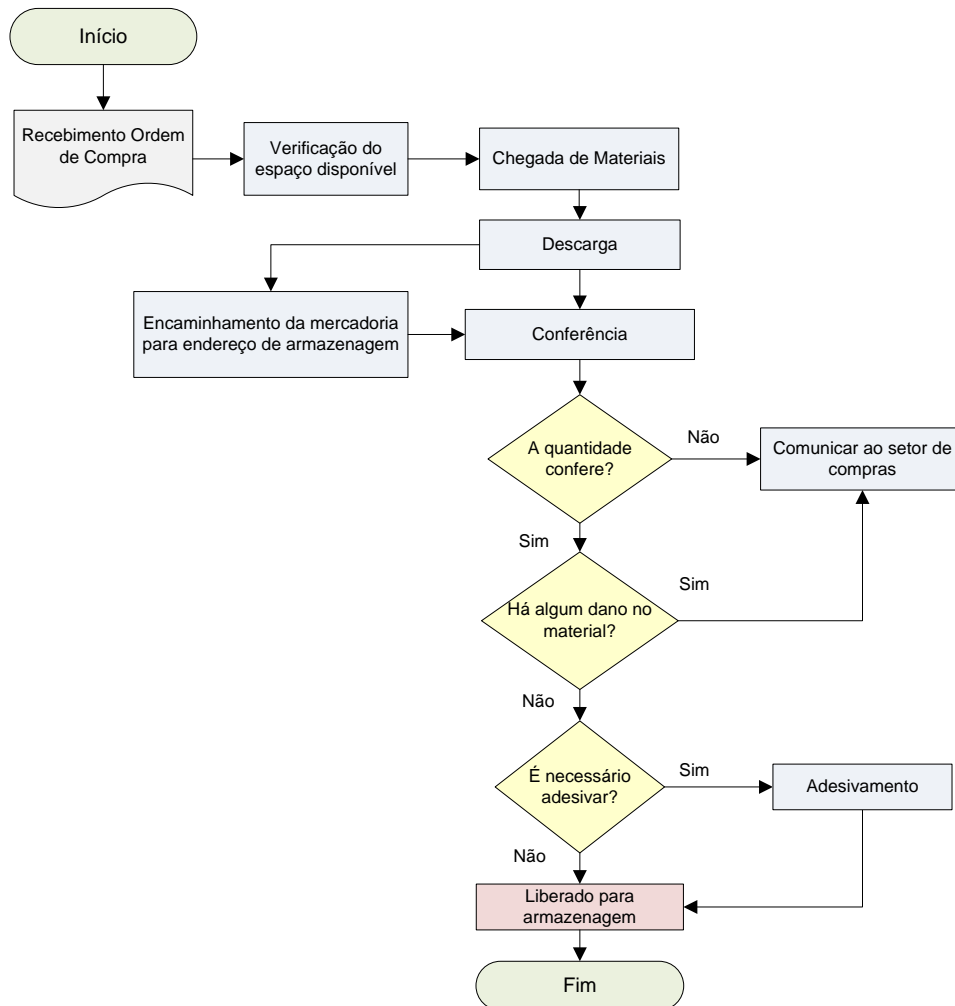 Início
Recebimento Ordem
de Compra
Verificação do
espaço disponível
Chegada de Materiais
Descarga
Encaminhamento da mercadoria
para endereço de armazenagem
Conferência
A quantidade
confere?
Não
Comunicar ao setor de
compras
Sim
Há algum dano no
material?
Sim
Não
É necessário
adesivar?
Sim
Adesivamento
Não
Liberado para
armazenagem
Fim